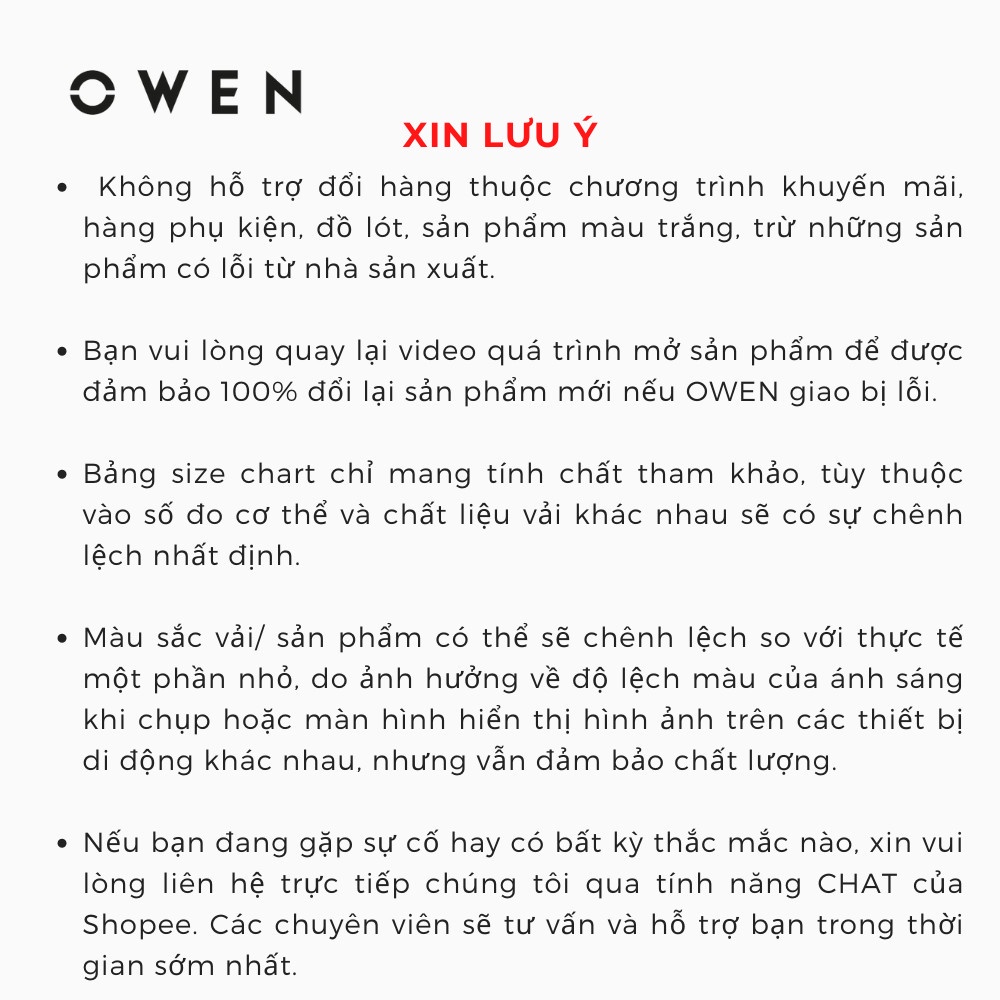 OWEN
XIN LƯU Ý
• Không hỗ trợ đổi hàng thuộc chương trình khuyến mãi,
hàng phụ kiện, đồ lót, sản phẩm màu trắng, trừ những sản
phẩm có lỗi từ nhà sản xuất.
• Bạn vui lòng quay lại video quá trình mở sản phẩm để được
đảm bảo 100% đổi lại sản phẩm mới nếu OWEN giao bị lỗi.
• Bảng size chart chỉ mang tính chất tham khảo, tùy thuộc
vào số đo cơ thể và chất liệu vải khác nhau sẽ có sự chênh
lệch nhất định.
• Màu sắc vải/ sản phẩm có thể sẽ chênh lệch so với thực tế
một phần nhỏ, do ảnh hưởng về độ lệch màu của ánh sáng
khi chụp hoặc màn hình hiển thị hình ảnh trên các thiết bị
di động khác nhau, nhưng vẫn đảm bảo chất lượng.
• Nếu bạn đang gặp sự cố hay có bất kỳ thắc mắc nào, xin vui
lòng liên hệ trực tiếp chúng tôi qua tính năng CHAT của
Shopee. Các chuyên viên sẽ tư vấn và hỗ trợ bạn trong thời
gian sớm nhất.